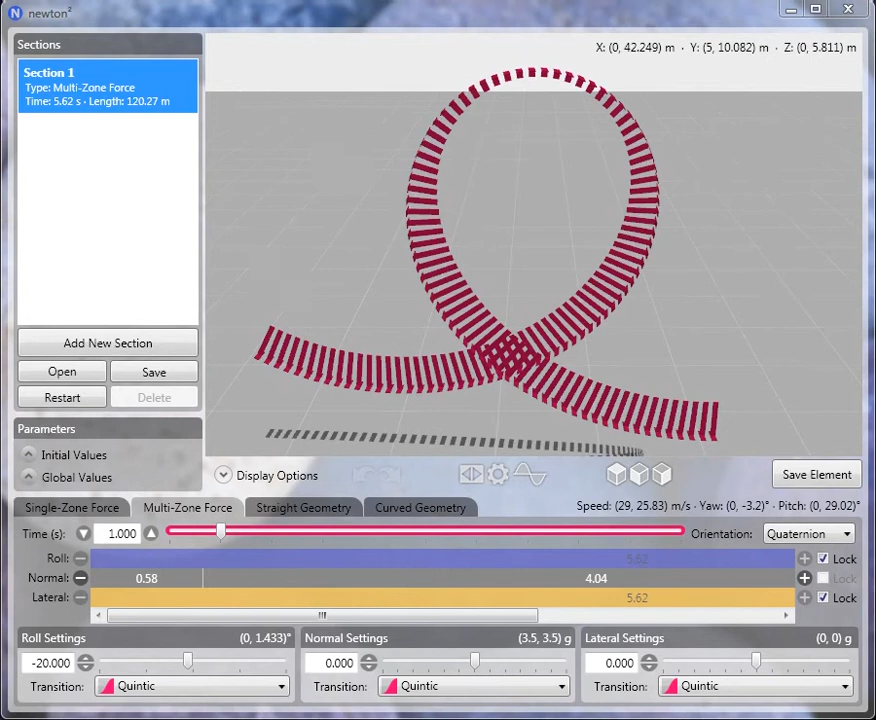 newton²
Sections
X: (0, 42.249) m · Y: (5, 10.082) m · Z: (0, 5.811) m
Section 1
Type: Multi-Zone Force
Time: 5.62 s · Length: 120.27 m
Add New Section
Open Save
Restart Delete
Parameters
Initial Values
Global Values
Display Options
Save Element
Single-Zone Force Multi-Zone Force Straight Geometry Curved Geometry Speed: (29, 25.83) m/s · Yaw: (0, -3.2)° · Pitch: (0, 29.02)°
Time (s): 1.000 Orientation: Quaternion
Roll: 5.62 Lock
Normal: 0.58 4.04 Lock
Lateral: 5.62 Lock
Roll Settings (0, 1.433)° Normal Settings (3.5, 3.5) g Lateral Settings (0, 0) g
-20.000 0.000 0.000
Transition: Quintic Transition: Quintic Transition: Quintic